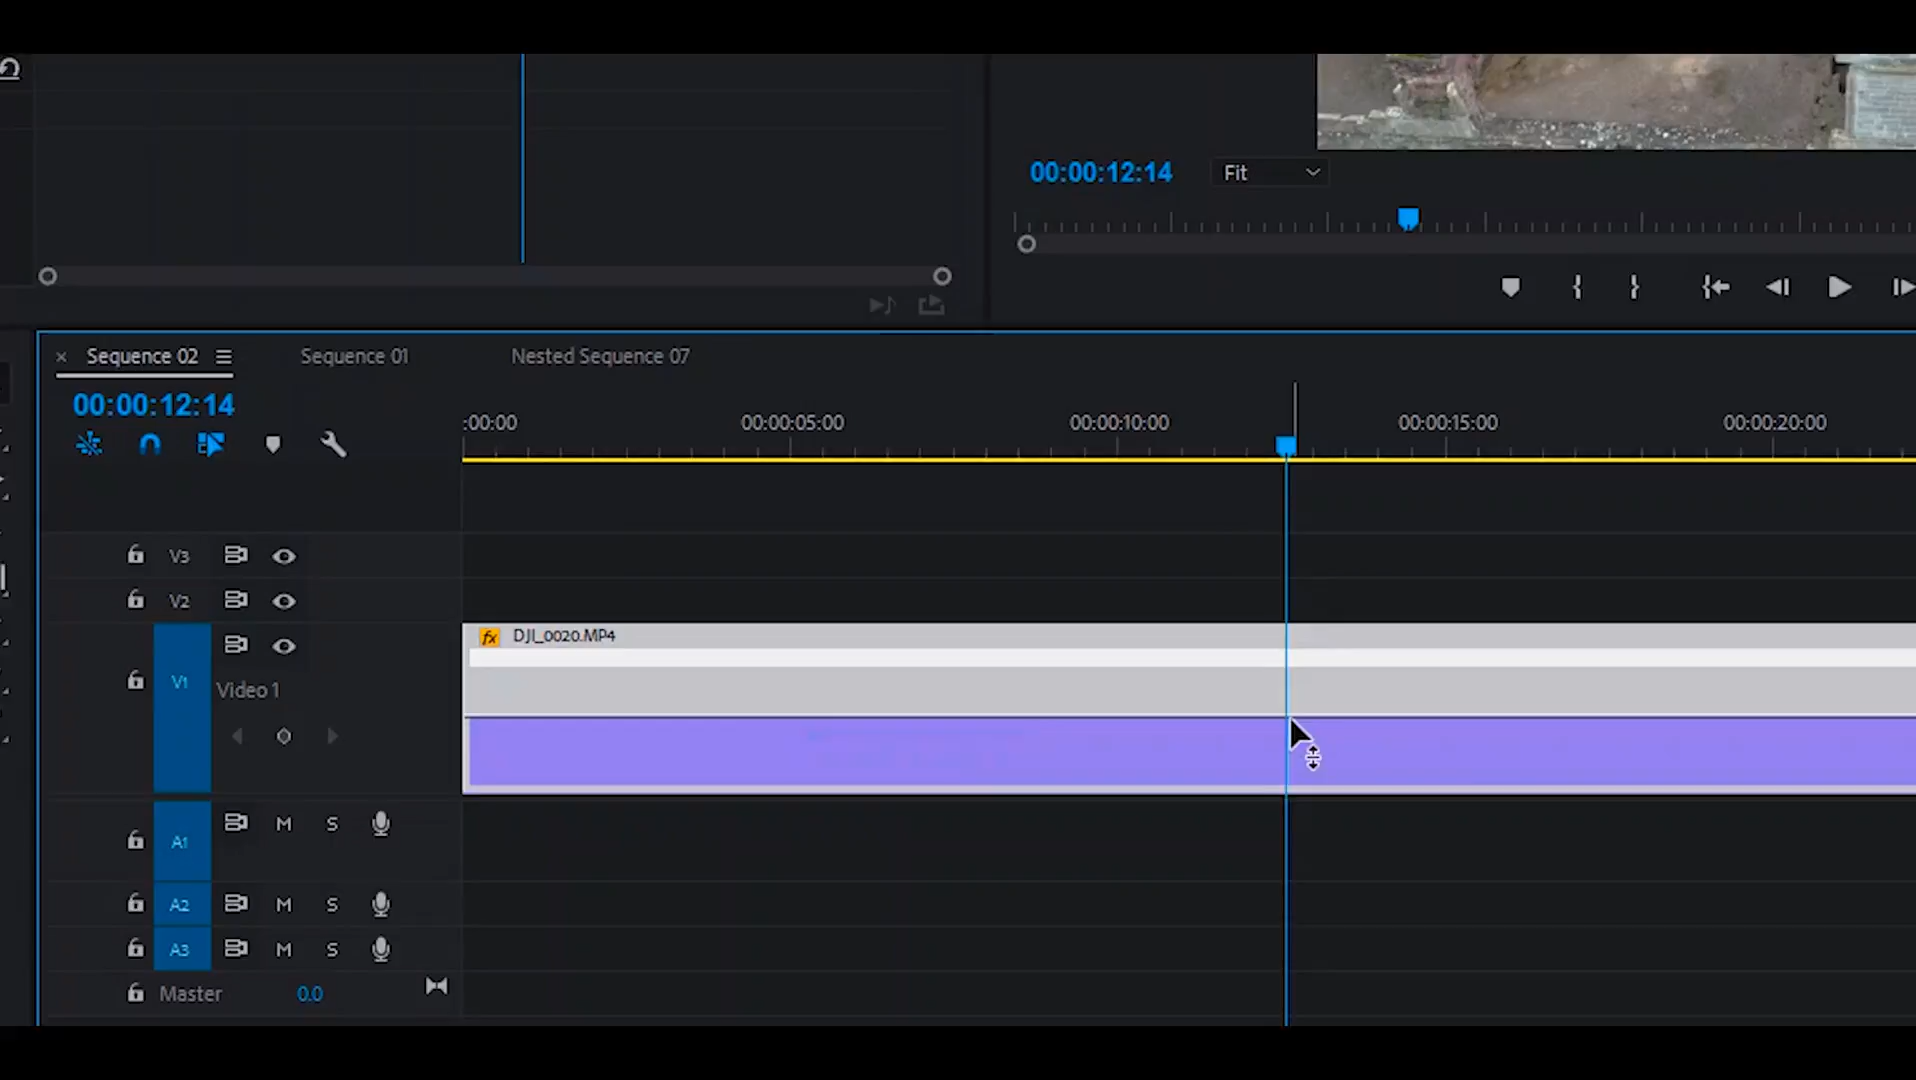 00:00:12:14
Fit
Sequence 02
Sequence 01
Nested Sequence 07
00:00:12:14
:00:00
00:00:05:00
00:00:10:00
00:00:15:00
00:00:20:00
V3
V2
fx DJI_0020.MP4
V1
Video 1
A1 M S
A2 M S
A3 M S
Master 0.0